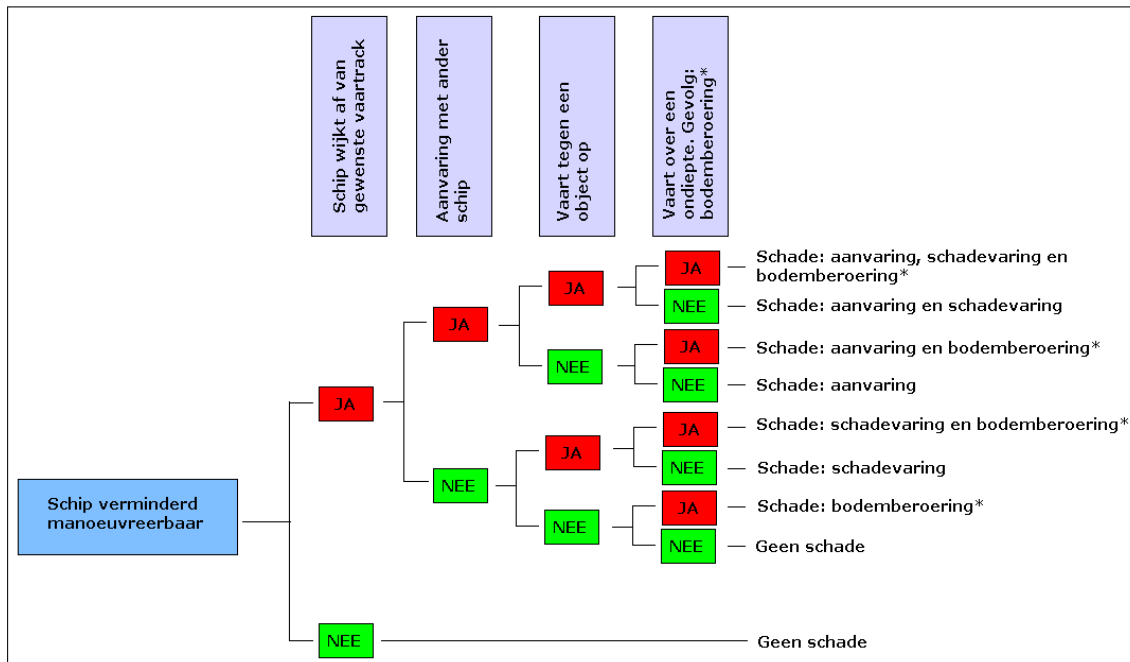 Schip wijkt af van
gewenste vaartrack
Aanvaring met ander
schip
Vaart tegen een
object op
Vaart over een
ondiepte. Gevolg:
bodemberoering*
JA
Schade: aanvaring, schadevaring en
bodemberoering*
JA
NEE
Schade: aanvaring en schadevaring
JA
JA
Schade: aanvaring en bodemberoering*
NEE
NEE
Schade: aanvaring
JA
JA
Schade: schadevaring en bodemberoering*
JA
NEE
Schade: schadevaring
NEE
Schip verminderd
manoeuvreerbaar
JA
Schade: bodemberoering*
NEE
NEE
Geen schade
NEE
Geen schade